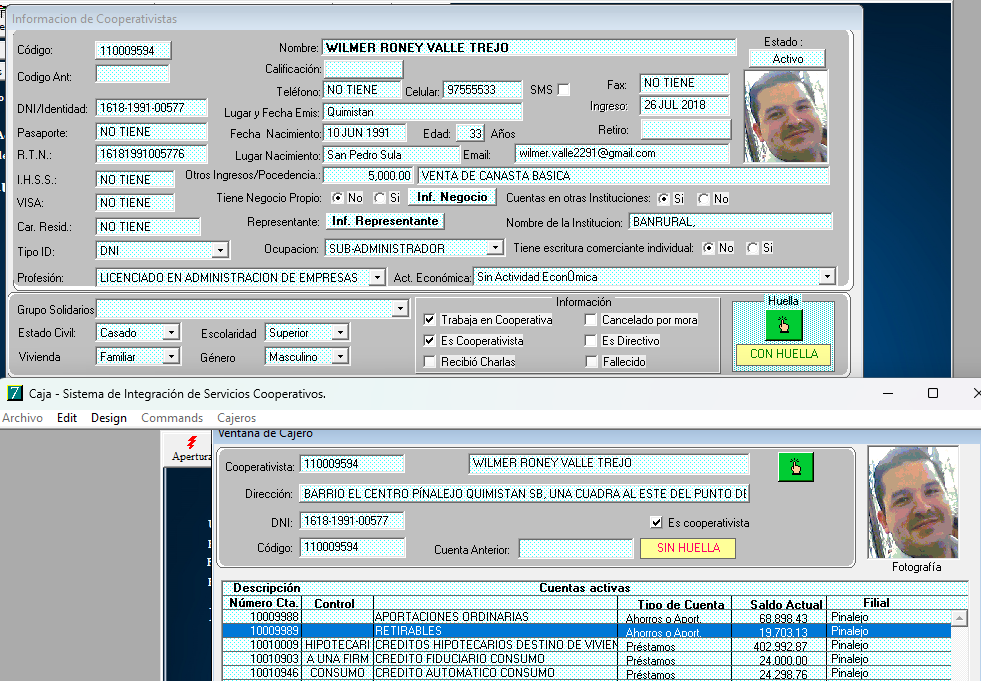 Informacion de Cooperativistas
Código: 110009594 Nombre: WILMER RONEY VALLE TREJO Estado :
Codigo Ant: Calificación: Activo
Teléfono: NO TIENE Celular: 97555533 SMS Fax: NO TIENE
DNI/Identidad: 1618-1991-00577 Lugar y Fecha Emis: Quimistan Ingreso: 26 JUL 2018
Pasaporte: NO TIENE Fecha Nacimiento: 10 JUN 1991 Edad: 33 Años Retiro:
R.T.N.: 16181991005776 Lugar Nacimiento: San Pedro Sula Email: wilmer.valle2291@gmail.com
I.H.S.S.: NO TIENE Otros Ingresos/Pocedencia.: 5,000.00 VENTA DE CANASTA BASICA
VISA: NO TIENE Tiene Negocio Propio: No Si Inf. Negocio Cuentas en otras Instituciones: Si No
Car. Resid.: NO TIENE Representante: Inf. Representante Nombre de la Institucion: BANRURAL,
Tipo ID: DNI Ocupacion: SUB-ADMINISTRADOR Tiene escritura comerciante individual: No Si
Profesión: LICENCIADO EN ADMINISTRACION DE EMPRESAS Act. Económica: Sin Actividad EconÛmica
Grupo Solidarios Información Huella
Estado Civil: Casado Escolaridad Superior Trabaja en Cooperativa Cancelado por mora
Vivienda Familiar Género Masculino Es Cooperativista Es Directivo
Recibió Charlas Fallecido CON HUELLA
Caja - Sistema de Integración de Servicios Cooperativos.
Archivo Edit Design Commands Cajeros
Ventana de Cajero
Apertura
Cooperativista: 110009594 WILMER RONEY VALLE TREJO
Dirección: BARRIO EL CENTRO PÍNALEJO QUIMISTAN SB, UNA CUADRA AL ESTE DEL PUNTO DE
DNI: 1618-1991-00577 Es cooperativista
Código: 110009594 Cuenta Anterior: SIN HUELLA
Fotografía
Descripción Cuentas activas
Número Cta. Control Tipo de Cuenta Saldo Actual Filial
10009988 APORTACIONES ORDINARIAS Ahorros o Aport. 68,898.43 Pinalejo
10009989 RETIRABLES Ahorros o Aport. 19,703.13 Pinalejo
10010009 HIPOTECARI CREDITOS HIPOTECARIOS DESTINO DE VIVIEN Préstamos 402,992.87 Pinalejo
10010903 A UNA FIRM CREDITO FIDUCIARIO CONSUMO Préstamos 24,000.00 Pinalejo
10010946 CONSUMO CREDITO AUTOMATICO CONSUMO Préstamos 24,298.76 Pinalejo